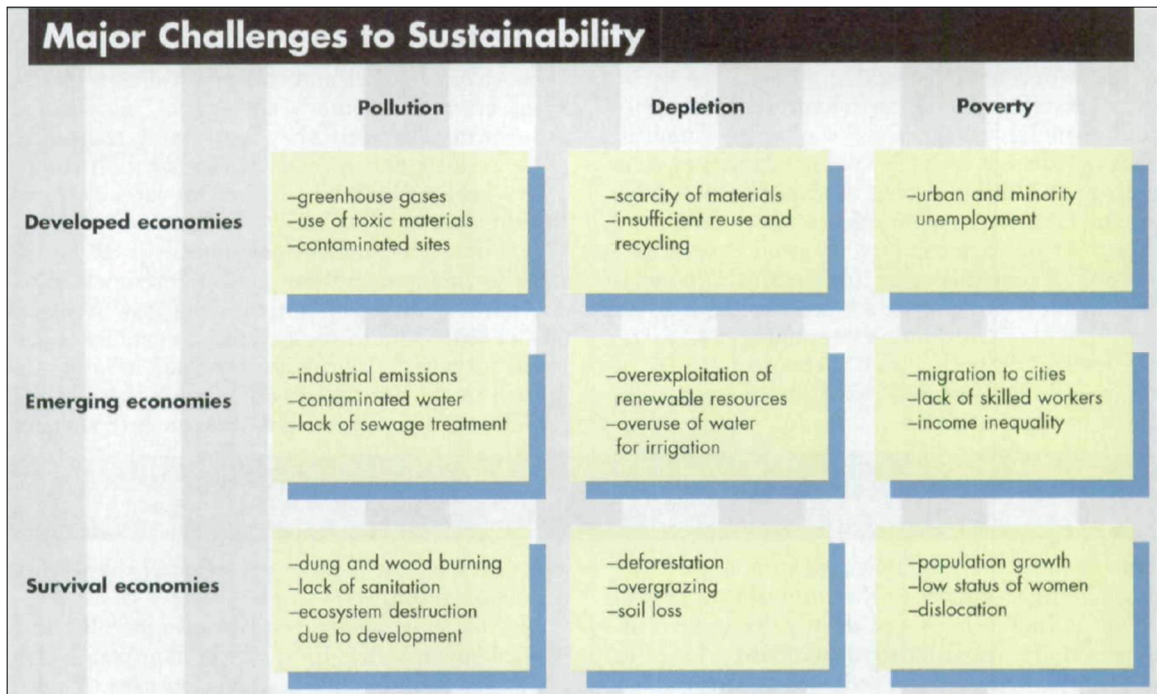 Major Challenges to Sustainability
Pollution Depletion Poverty
Developed economies
–greenhouse gases
–use of toxic materials
–contaminated sites
–scarcity of materials
–insufficient reuse and
recycling
–urban and minority
unemployment
Emerging economies
–industrial emissions
–contaminated water
–lack of sewage treatment
–overexploitation of
renewable resources
–overuse of water
for irrigation
–migration to cities
–lack of skilled workers
–income inequality
Survival economies
–dung and wood burning
–lack of sanitation
–ecosystem destruction
due to development
–deforestation
–overgrazing
–soil loss
–population growth
–low status of women
–dislocation